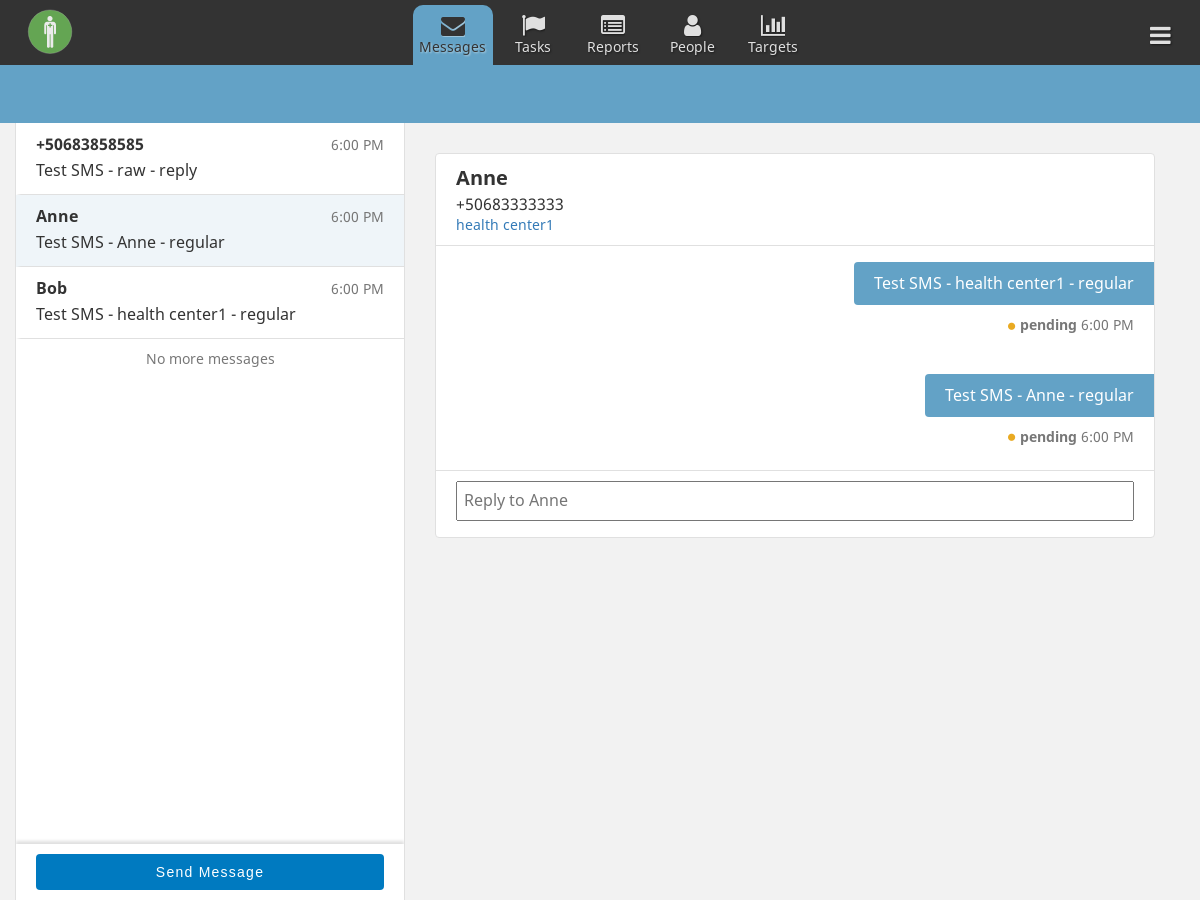 Messages
Tasks
Reports
People
Targets
+50683858585 6:00 PM
Test SMS - raw - reply
Anne 6:00 PM
Test SMS - Anne - regular
Bob 6:00 PM
Test SMS - health center1 - regular
No more messages
Send Message
Anne
+50683333333
health center1
Test SMS - health center1 - regular
pending 6:00 PM
Test SMS - Anne - regular
pending 6:00 PM
Reply to Anne